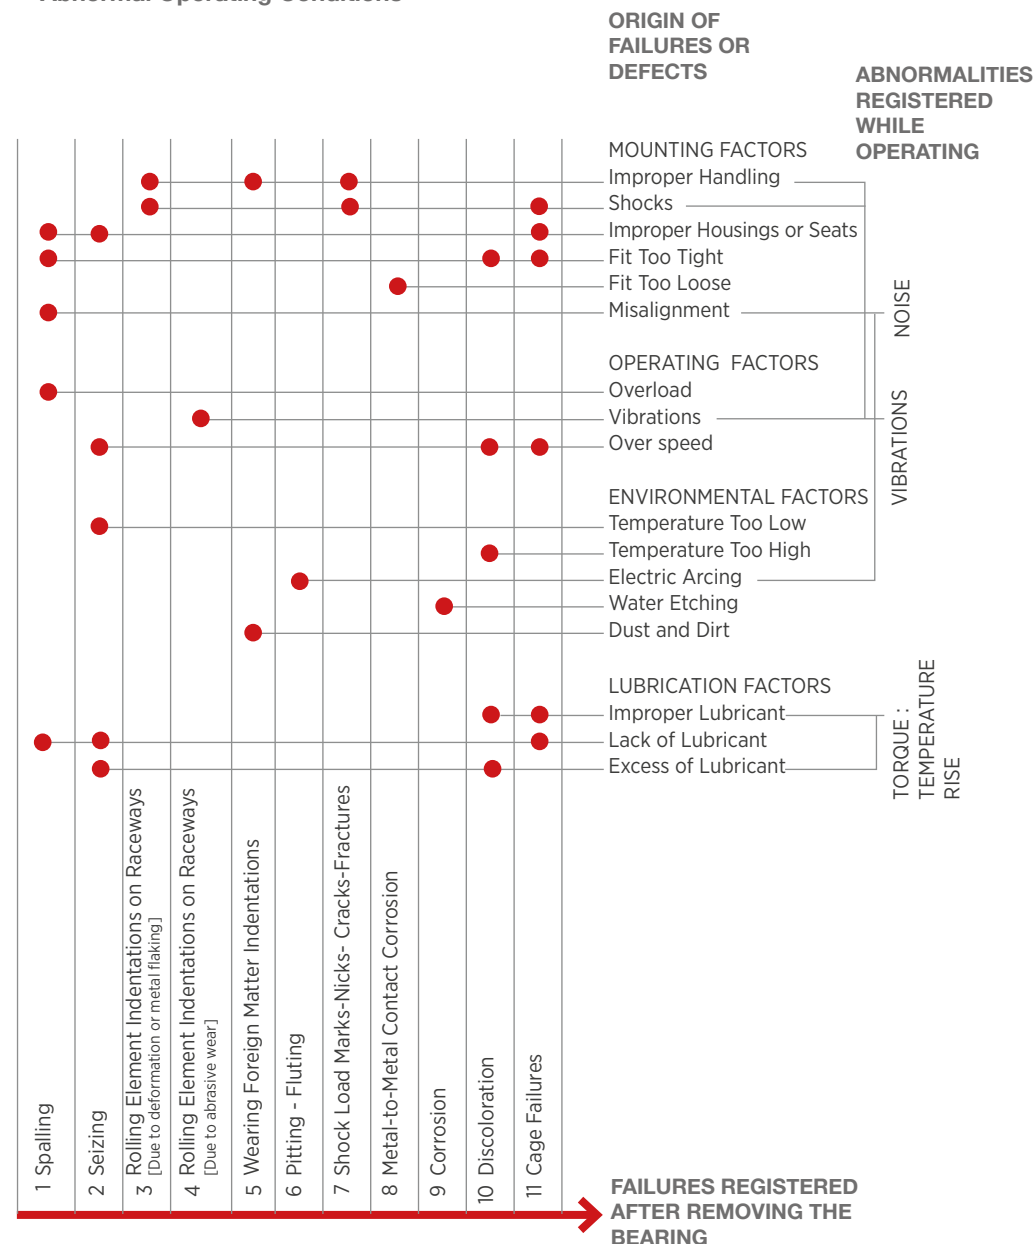 Abnormal Operating Conditions
ORIGIN OF
FAILURES OR
DEFECTS
ABNORMALITIES
REGISTERED
WHILE
OPERATING
MOUNTING FACTORS
Improper Handling
Shocks
Improper Housings or Seats
Fit Too Tight
Fit Too Loose
Misalignment
NOISE
OPERATING FACTORS
Overload
Vibrations
Over speed
VIBRATIONS
ENVIRONMENTAL FACTORS
Temperature Too Low
Temperature Too High
Electric Arcing
Water Etching
Dust and Dirt
LUBRICATION FACTORS
Improper Lubricant
Lack of Lubricant
Excess of Lubricant
TORQUE :
TEMPERATURE
RISE
1 Spalling
2 Seizing
3 Rolling Element Indentations on Raceways
[Due to deformation or metal flaking]
4 Rolling Element Indentations on Raceways
[Due to abrasive wear]
5 Wearing Foreign Matter Indentations
6 Pitting - Fluting
7 Shock Load Marks-Nicks- Cracks-Fractures
8 Metal-to-Metal Contact Corrosion
9 Corrosion
10 Discoloration
11 Cage Failures
FAILURES REGISTERED
AFTER REMOVING THE
BEARING